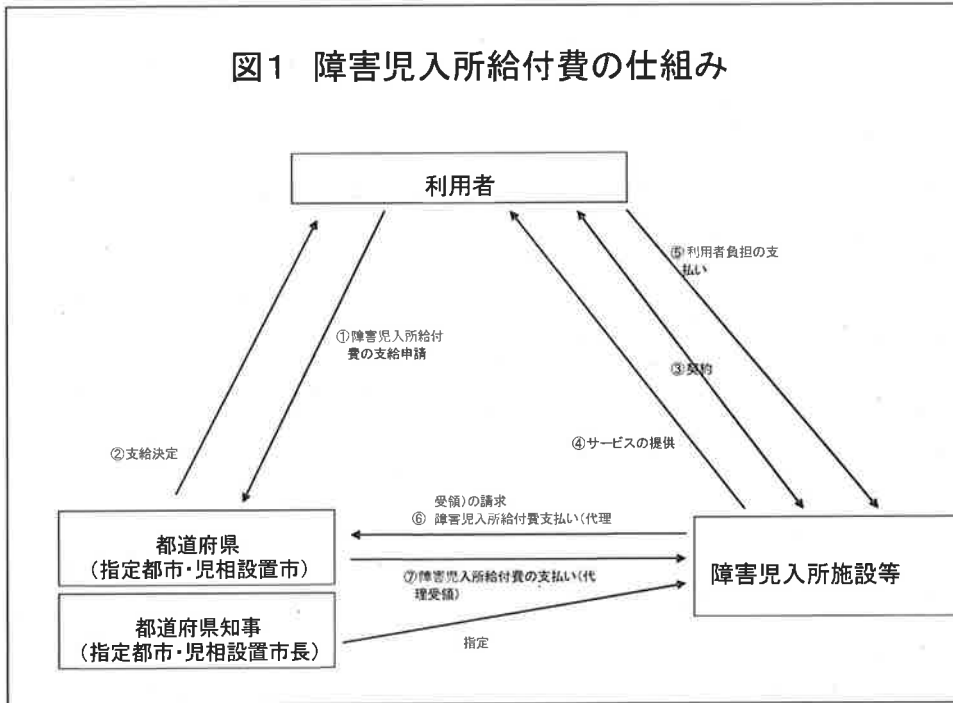 図1 障害児入所給付費の仕組み
利用者
⑤利用者負担の支
払い
①障害児入所給付
費の支給申請
③契約
②支給決定
④サービスの提供
受領)の請求
⑥ 障害児入所給付費支払い(代理
都道府県
(指定都市・児相設置市)
⑦障害児入所給付費の支払い(代
理受領)
障害児入所施設等
都道府県知事
(指定都市・児相設置市長)
指定